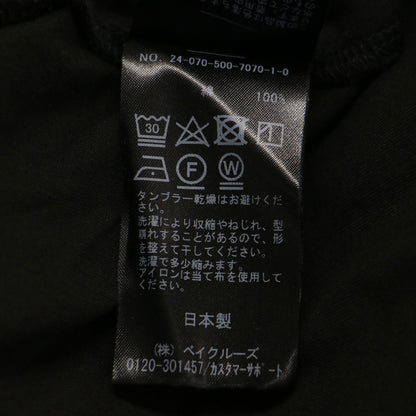 NO. 24-070-500-7070-1-0
綿 100%
30
F W
タンブラー乾燥はお避けくだ
さい。
洗濯により収縮やねじれ、型
崩れすることがあるので、形
を整えて干してください。
洗濯で多少縮みます。
アイロンは当て布を使用して
ください。
日本製
(株) ベイクルーズ
0120-301457/カスタマーサポート